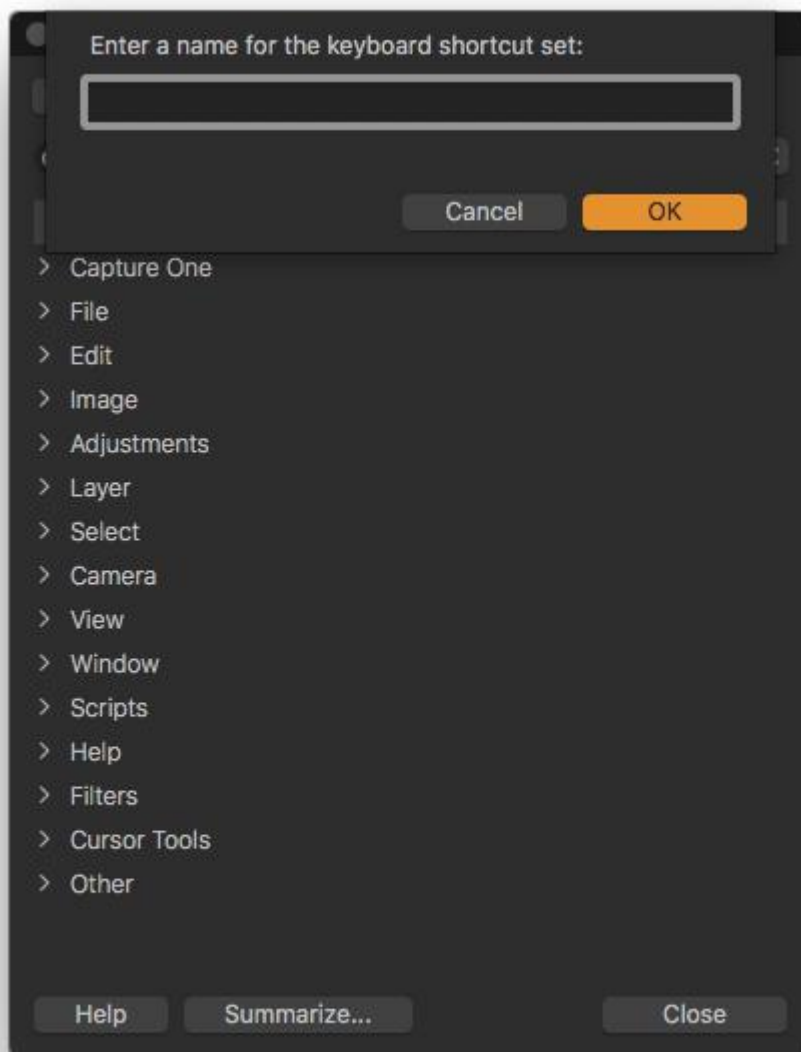 Enter a name for the keyboard shortcut set:
Cancel OK
Capture One
File
Edit
Image
Adjustments
Layer
Select
Camera
View
Window
Scripts
Help
Filters
Cursor Tools
Other
Help Summarize... Close